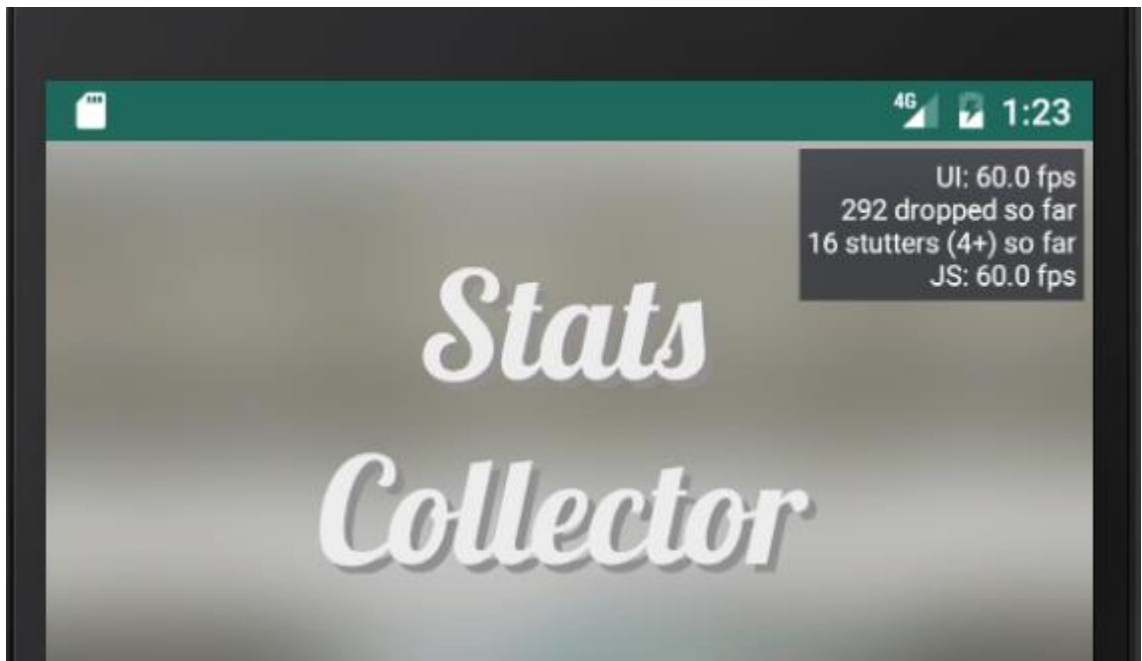 4G 1:23
UI: 60.0 fps
292 dropped so far
16 stutters (4+) so far
JS: 60.0 fps
Stats
Collector